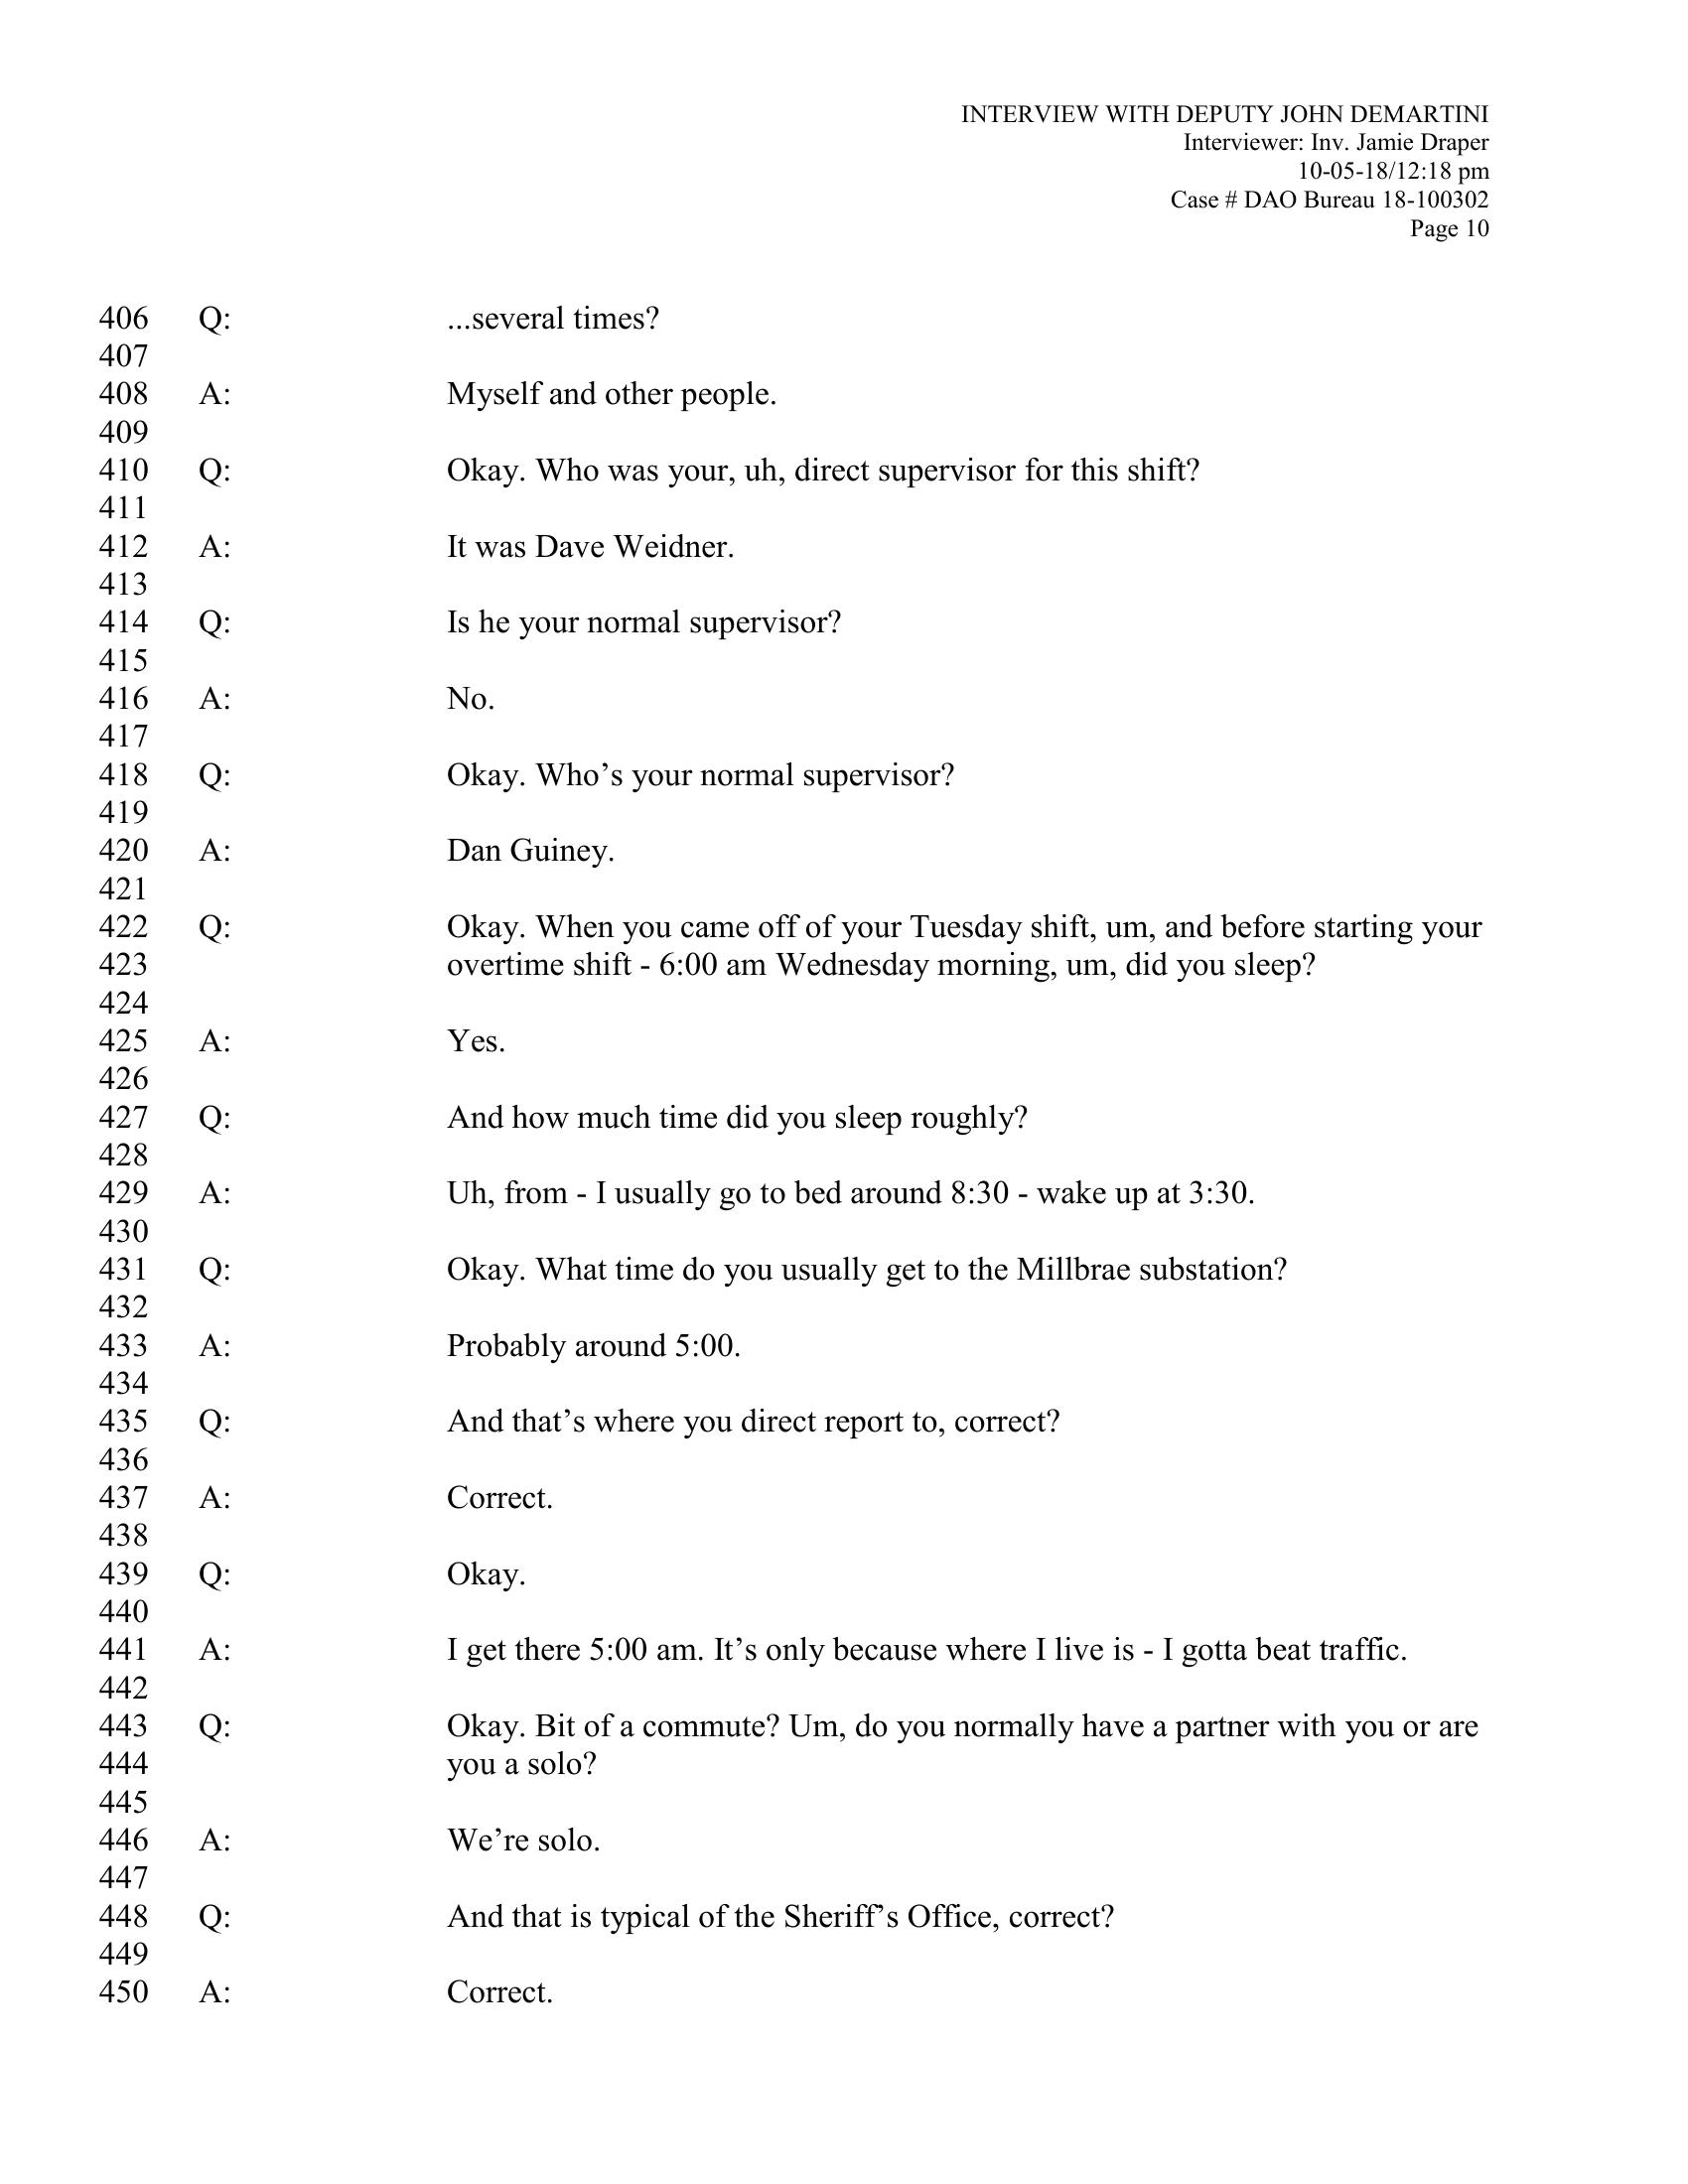 INTERVIEW WITH DEPUTY JOHN DEMARTINI
Interviewer: Inv. Jamie Draper
10-05-18/12:18 pm
Case # DAO Bureau 18-100302
Page 10
406 Q: ...several times?
407
408 A: Myself and other people.
409
410 Q: Okay. Who was your, uh, direct supervisor for this shift?
411
412 A: It was Dave Weidner.
413
414 Q: Is he your normal supervisor?
415
416 A: No.
417
418 Q: Okay. Who’s your normal supervisor?
419
420 A: Dan Guiney.
421
422 Q: Okay. When you came off of your Tuesday shift, um, and before starting your
423 overtime shift - 6:00 am Wednesday morning, um, did you sleep?
424
425 A: Yes.
426
427 Q: And how much time did you sleep roughly?
428
429 A: Uh, from - I usually go to bed around 8:30 - wake up at 3:30.
430
431 Q: Okay. What time do you usually get to the Millbrae substation?
432
433 A: Probably around 5:00.
434
435 Q: And that’s where you direct report to, correct?
436
437 A: Correct.
438
439 Q: Okay.
440
441 A: I get there 5:00 am. It’s only because where I live is - I gotta beat traffic.
442
443 Q: Okay. Bit of a commute? Um, do you normally have a partner with you or are
444 you a solo?
445
446 A: We’re solo.
447
448 Q: And that is typical of the Sheriff’s Office, correct?
449
450 A: Correct.